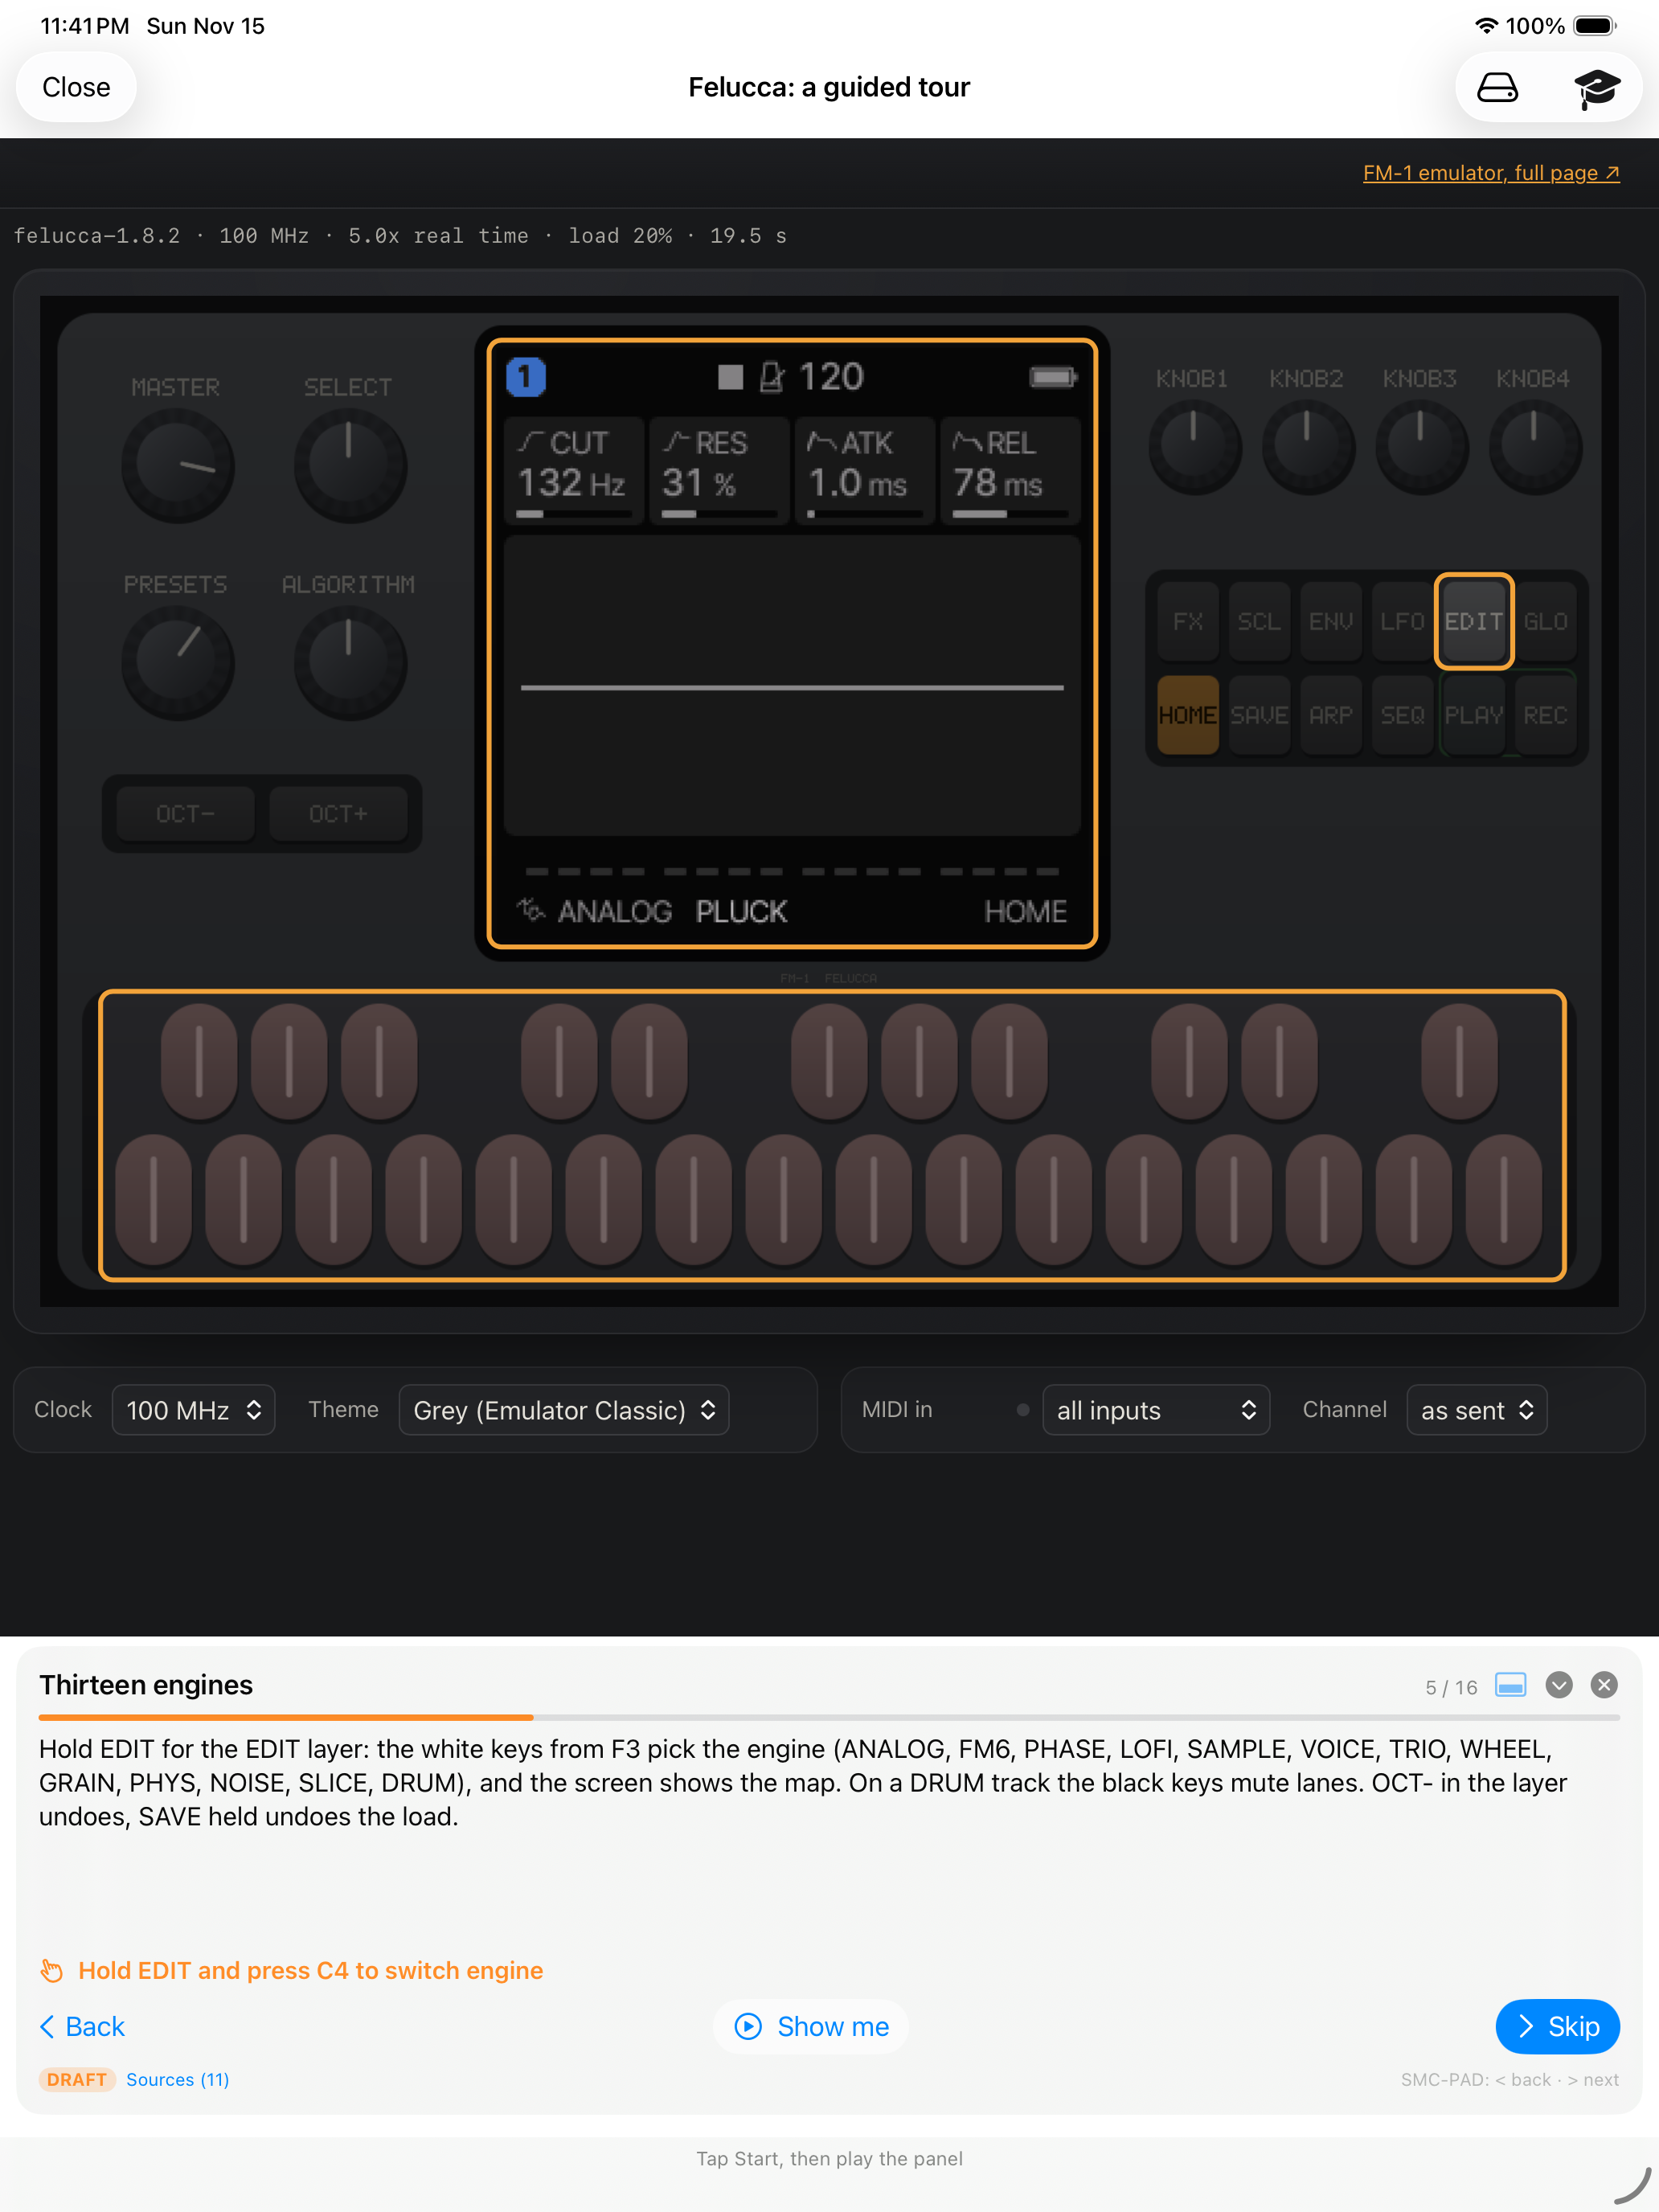 11:41 PM Sun Nov 15
100%
Close
Felucca: a guided tour
FM-1 emulator, full page ↗
felucca-1.8.2 · 100 MHz · 5.0x real time · load 20% · 19.5 s
MASTER SELECT
PRESETS ALGORITHM
OCT- OCT+
1 120
CUT RES ATK REL
132 Hz 31 % 1.0 ms 78 ms
ANALOG PLUCK HOME
KNOB1 KNOB2 KNOB3 KNOB4
FX SCL ENV LFO EDIT GLO
HOME SAVE ARP SEQ PLAY REC
FM-1 FELUCCA
Clock 100 MHz Theme Grey (Emulator Classic)
MIDI in all inputs Channel as sent
Thirteen engines
5 / 16
Hold EDIT for the EDIT layer: the white keys from F3 pick the engine (ANALOG, FM6, PHASE, LOFI, SAMPLE, VOICE, TRIO, WHEEL,
GRAIN, PHYS, NOISE, SLICE, DRUM), and the screen shows the map. On a DRUM track the black keys mute lanes. OCT- in the layer
undoes, SAVE held undoes the load.
Hold EDIT and press C4 to switch engine
Back
Show me
Skip
DRAFT Sources (11)
SMC-PAD: < back · > next
Tap Start, then play the panel